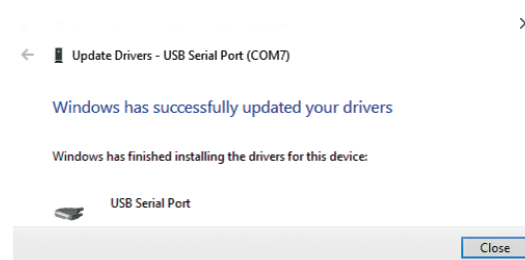 Update Drivers - USB Serial Port (COM7)
Windows has successfully updated your drivers
Windows has finished installing the drivers for this device:
USB Serial Port
Close